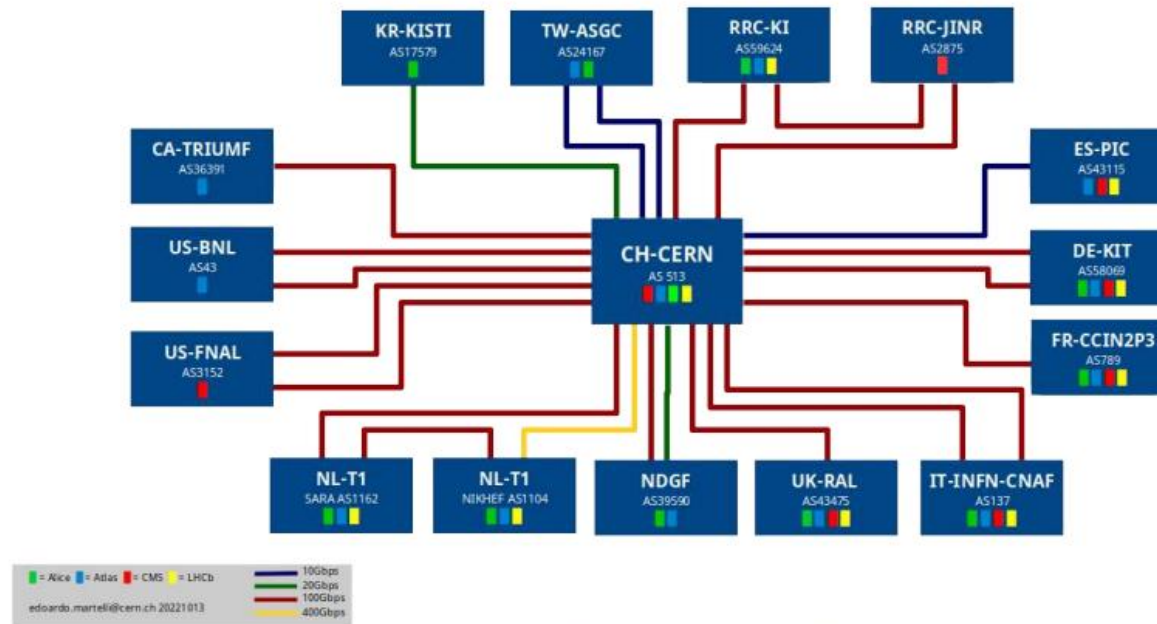 KR-KISTI
AS17579
TW-ASGC
AS24167
RRC-KI
AS59624
RRC-JINR
AS2875
CA-TRIUMF
AS36391
ES-PIC
AS43115
US-BNL
AS43
CH-CERN
AS 513
DE-KIT
AS58069
US-FNAL
AS3152
FR-CCIN2P3
AS789
NL-T1
SARA AS1162
NL-T1
NIKHEF AS1104
NDGF
AS39590
UK-RAL
AS43475
IT-INFN-CNAF
AS137
= Alice = Atlas = CMS = LHCb
edoardo.martelli@cern.ch 20221013
10Gbps
20Gbps
100Gbps
400Gbps